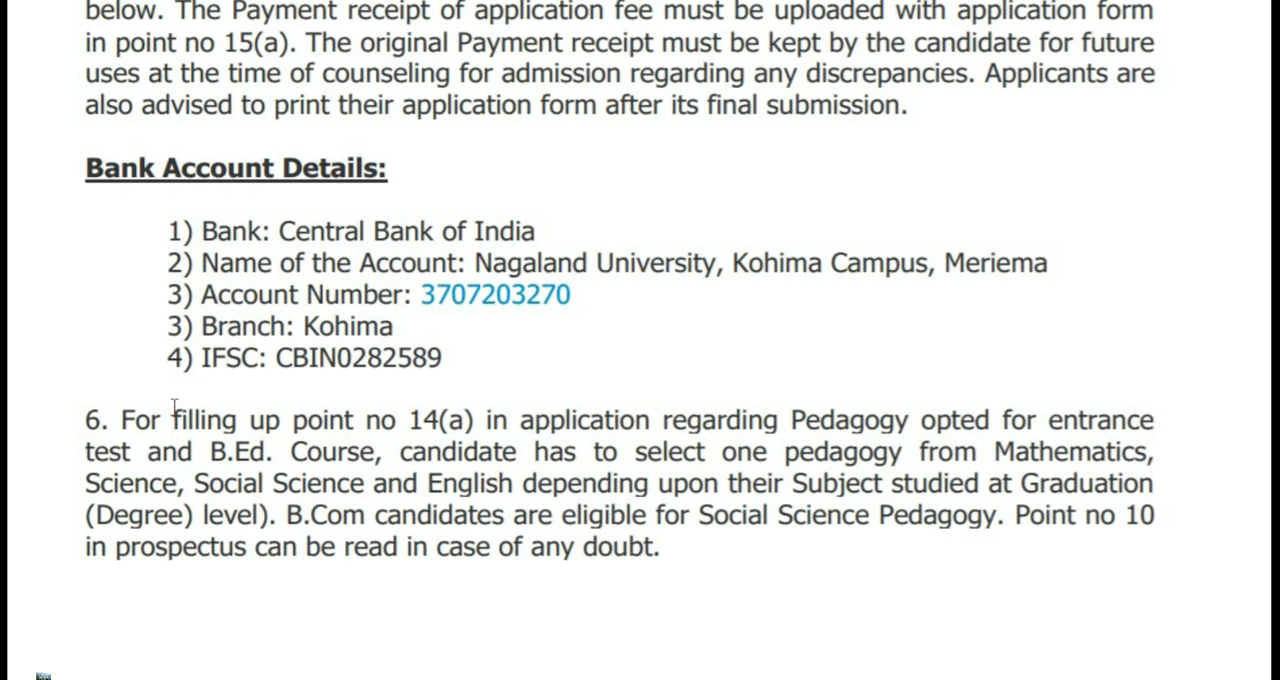 below. The Payment receipt of application fee must be uploaded with application form
in point no 15(a). The original Payment receipt must be kept by the candidate for future
uses at the time of counseling for admission regarding any discrepancies. Applicants are
also advised to print their application form after its final submission.
Bank Account Details:
1) Bank: Central Bank of India
2) Name of the Account: Nagaland University, Kohima Campus, Meriema
3) Account Number: 3707203270
3) Branch: Kohima
4) IFSC: CBIN0282589
6. For filling up point no 14(a) in application regarding Pedagogy opted for entrance
test and B.Ed. Course, candidate has to select one pedagogy from Mathematics,
Science, Social Science and English depending upon their Subject studied at Graduation
(Degree) level). B.Com candidates are eligible for Social Science Pedagogy. Point no 10
in prospectus can be read in case of any doubt.